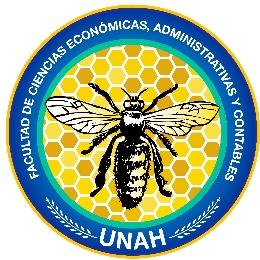 FACULTAD DE CIENCIAS ECONÓMICAS, ADMINISTRATIVAS Y CONTABLES
UNAH